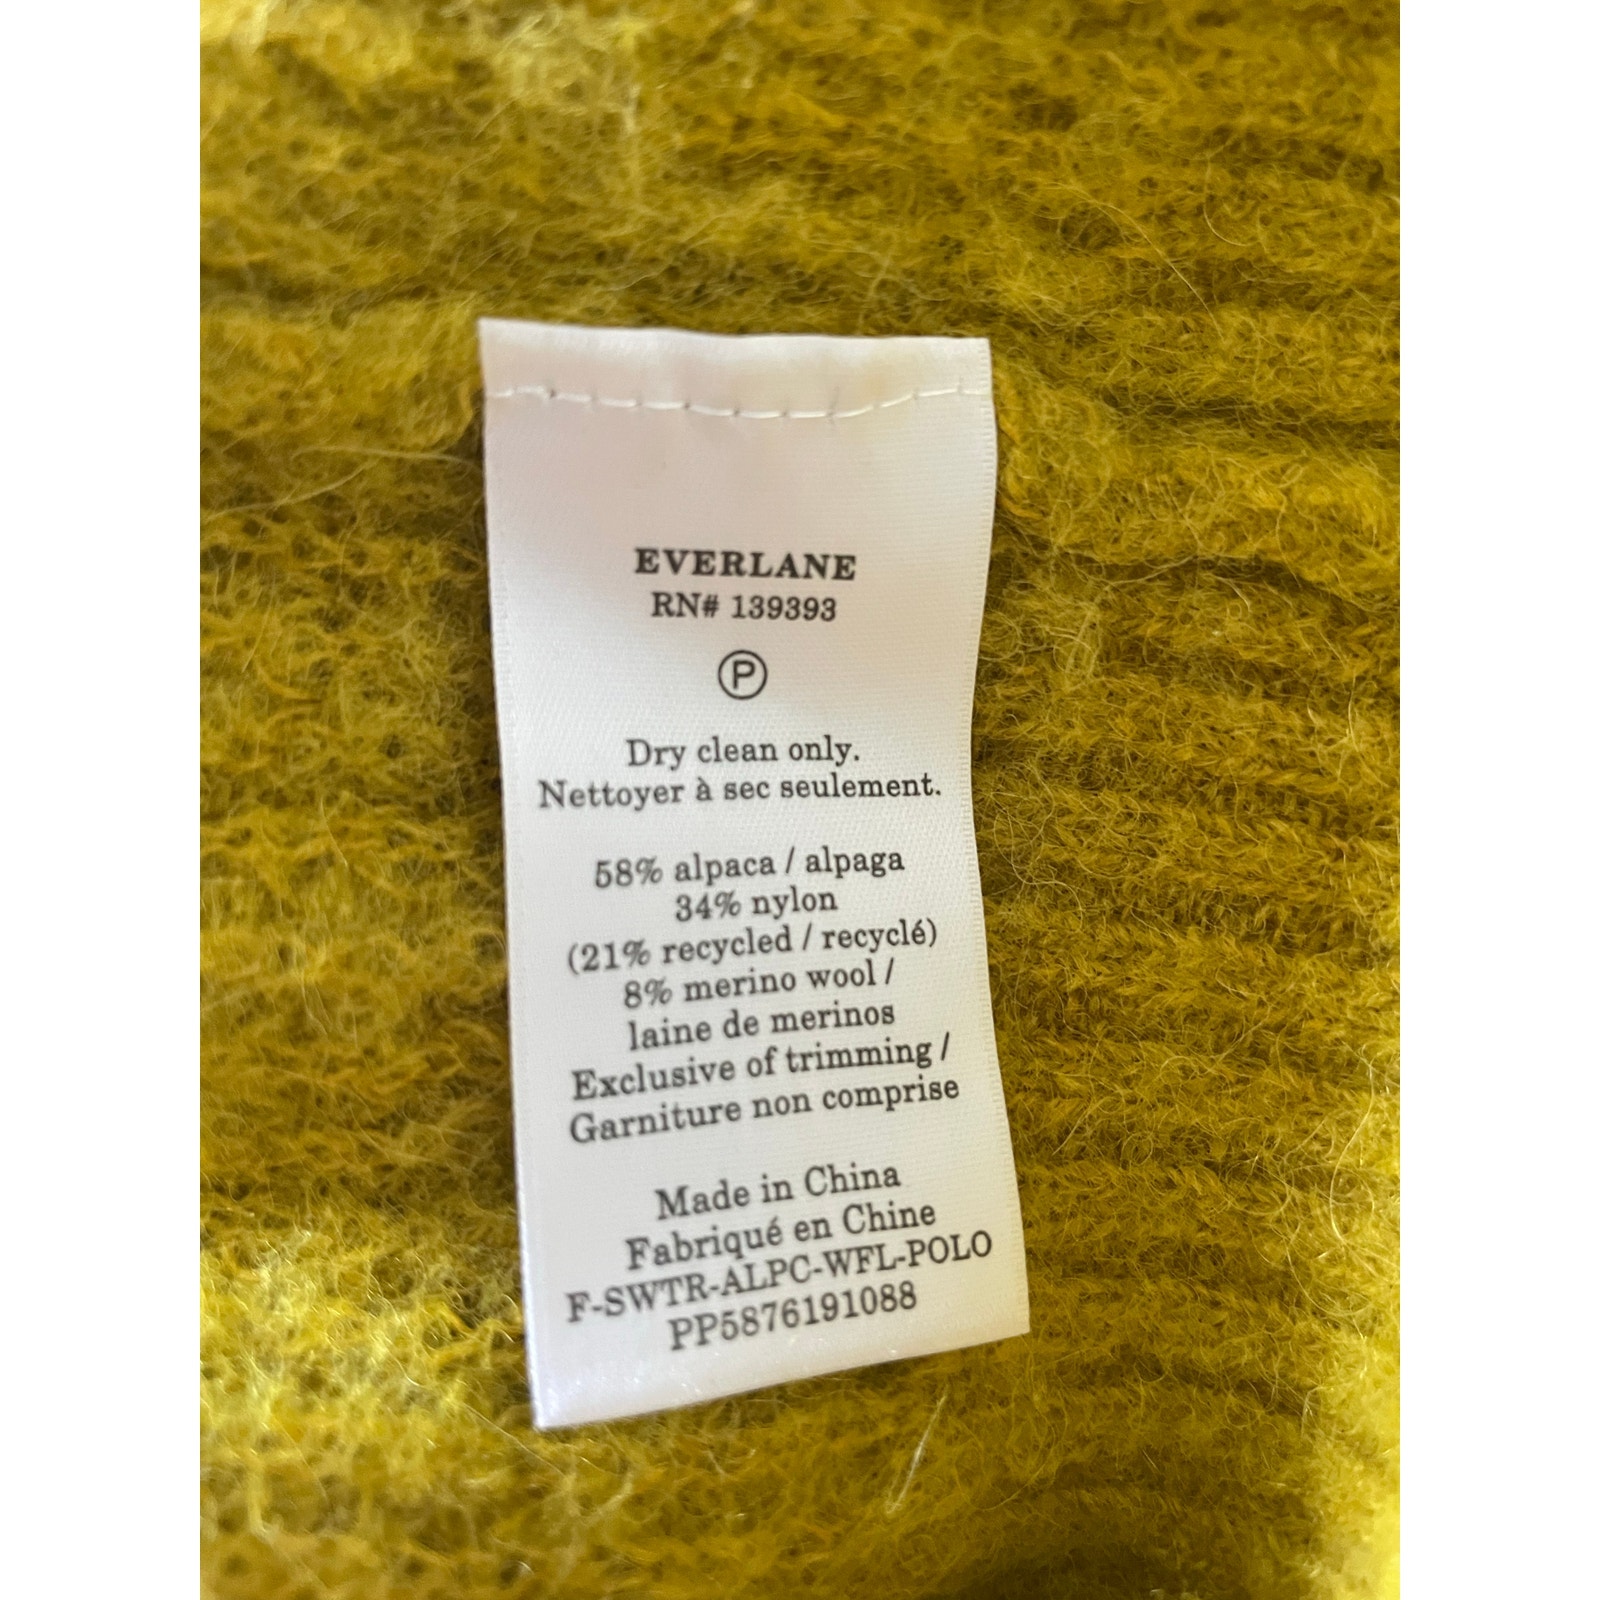 EVERLANE
RN# 139393
P
Dry clean only.
Nettoyer à sec seulement.
58% alpaca / alpaga
34% nylon
(21% recycled / recyclé)
8% merino wool /
laine de merinos
Exclusive of trimming /
Garniture non comprise
Made in China
Fabriqué en Chine
F-SWTR-ALPC-WFL-POLO
PP5876191088